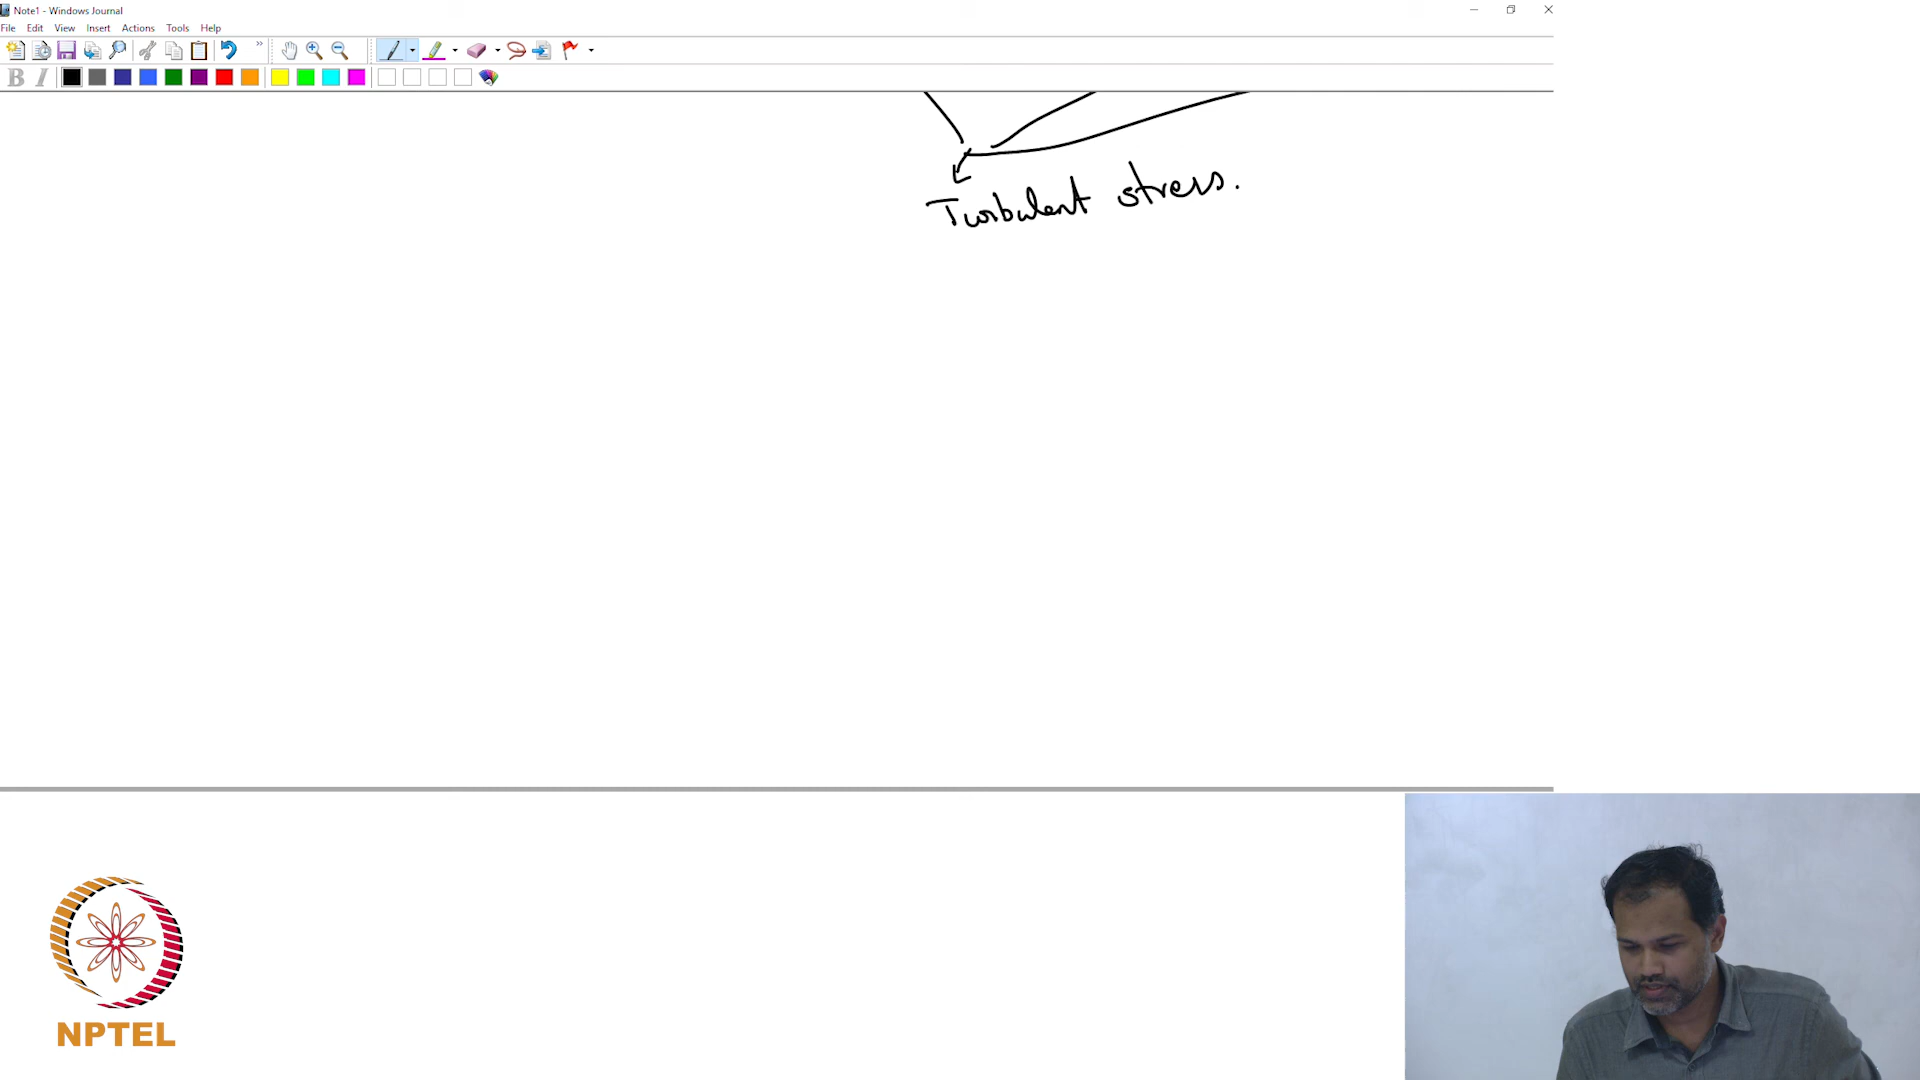 Note1 - Windows Journal
File Edit View Insert Actions Tools Help
B I
Turbulent stress.
NPTEL